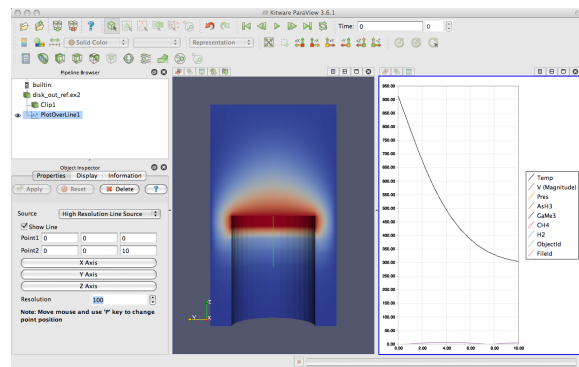 Kitware ParaView 3.6.1
Time: 0 0
Solid Color
Representation
Pipeline Browser
builtin:
disk_out_ref.ex2
Clip1
PlotOverLine1
Object Inspector
Properties Display Information
Apply Reset Delete ?
Source High Resolution Line Source
Show Line
Point1 0 0 0
Point2 0 0 10
X Axis
Y Axis
Z Axis
Resolution 100
Note: Move mouse and use 'P' key to change
point position
Z
Y X
950.00
900.00
850.00
800.00
750.00
700.00
650.00
600.00
550.00
500.00
450.00
400.00
350.00
300.00
250.00
200.00
150.00
100.00
50.00
0.00
0.00 2.00 4.00 6.00 8.00 10.00
Temp
V (Magnitude)
Pres
AsH3
GaMe3
CH4
H2
ObjectId
FileId